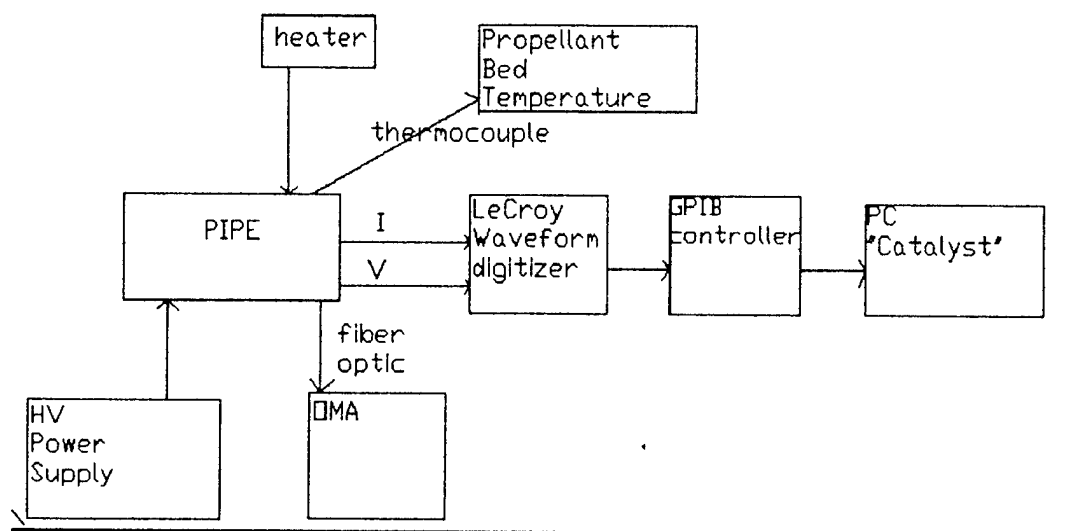 heater
Propellant
Bed
Temperature
thermocouple
PIPE
I
V
LeCroy
Waveform
digitizer
GPIB
controller
PC
"Catalyst"
fiber
optic
HV
Power
Supply
OMA